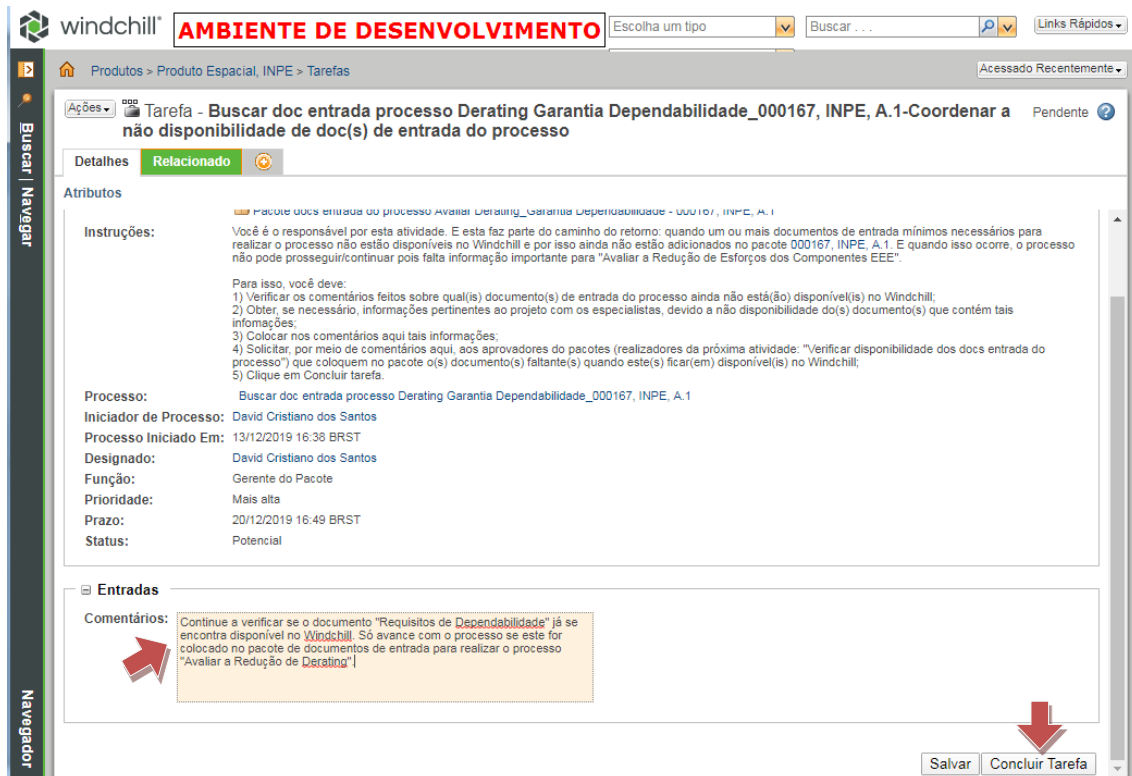 windchill® AMBIENTE DE DESENVOLVIMENTO Escolha um tipo Buscar . . . Links Rápidos
Produtos > Produto Espacial, INPE > Tarefas Acessado Recentemente
Ações Tarefa - Buscar doc entrada processo Derating Garantia Dependabilidade_000167, INPE, A.1-Coordenar a Pendente
não disponibilidade de doc(s) de entrada do processo
Buscar | Navegar
Detalhes Relacionado
Atributos
Pacote docs entrada do processo Avaliar Derating_Garantia Dependabilidade - 000167, INPE, A.1
Instruções: Você é o responsável por esta atividade. E esta faz parte do caminho do retorno: quando um ou mais documentos de entrada mínimos necessários para
realizar o processo não estão disponíveis no Windchill e por isso ainda não estão adicionados no pacote 000167, INPE, A.1. E quando isso ocorre, o processo
não pode prosseguir/continuar pois falta informação importante para "Avaliar a Redução de Esforços dos Componentes EEE".
Para isso, você deve:
1) Verificar os comentários feitos sobre qual(is) documento(s) de entrada do processo ainda não está(ão) disponível(is) no Windchill;
2) Obter, se necessário, informações pertinentes ao projeto com os especialistas, devido a não disponibilidade do(s) documento(s) que contém tais
infomações;
3) Colocar nos comentários aqui tais informações;
4) Solicitar, por meio de comentários aqui, aos aprovadores do pacotes (realizadores da próxima atividade: "Verificar disponibilidade dos docs entrada do
processo") que coloquem no pacote o(s) documento(s) faltante(s) quando este(s) ficar(em) disponível(is) no Windchill;
5) Clique em Concluir tarefa.
Processo: Buscar doc entrada processo Derating Garantia Dependabilidade_000167, INPE, A.1
Iniciador de Processo: David Cristiano dos Santos
Processo Iniciado Em: 13/12/2019 16:38 BRST
Designado: David Cristiano dos Santos
Função: Gerente do Pacote
Prioridade: Mais alta
Prazo: 20/12/2019 16:49 BRST
Status: Potencial
Entradas
Comentários: Continue a verificar se o documento "Requisitos de Dependabilidade" já se
encontra disponível no Windchill. Só avance com o processo se este for
colocado no pacote de documentos de entrada para realizar o processo
"Avaliar a Redução de Derating".
Navegador
Salvar Concluir Tarefa